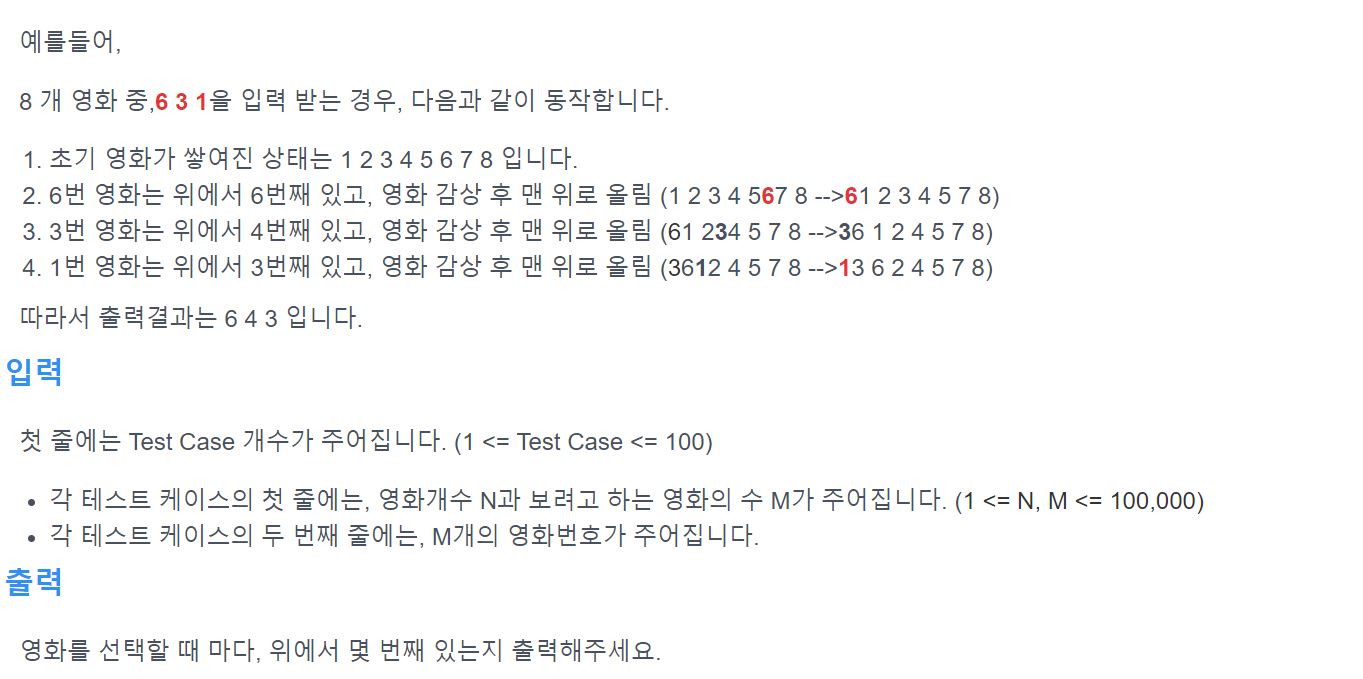 예를들어,
8 개 영화 중,6 3 1을 입력 받는 경우, 다음과 같이 동작합니다.
1. 초기 영화가 쌓여진 상태는 1 2 3 4 5 6 7 8 입니다.
2. 6번 영화는 위에서 6번째 있고, 영화 감상 후 맨 위로 올림 (1 2 3 4 567 8 -->61 2 3 4 5 7 8)
3. 3번 영화는 위에서 4번째 있고, 영화 감상 후 맨 위로 올림 (61 234 5 7 8 -->36 1 2 4 5 7 8)
4. 1번 영화는 위에서 3번째 있고, 영화 감상 후 맨 위로 올림 (3612 4 5 7 8 -->13 6 2 4 5 7 8)
따라서 출력결과는 6 4 3 입니다.
입력
첫 줄에는 Test Case 개수가 주어집니다. (1 <= Test Case <= 100)
• 각 테스트 케이스의 첫 줄에는, 영화개수 N과 보려고 하는 영화의 수 M가 주어집니다. (1 <= N, M <= 100,000)
• 각 테스트 케이스의 두 번째 줄에는, M개의 영화번호가 주어집니다.
출력
영화를 선택할 때 마다, 위에서 몇 번째 있는지 출력해주세요.